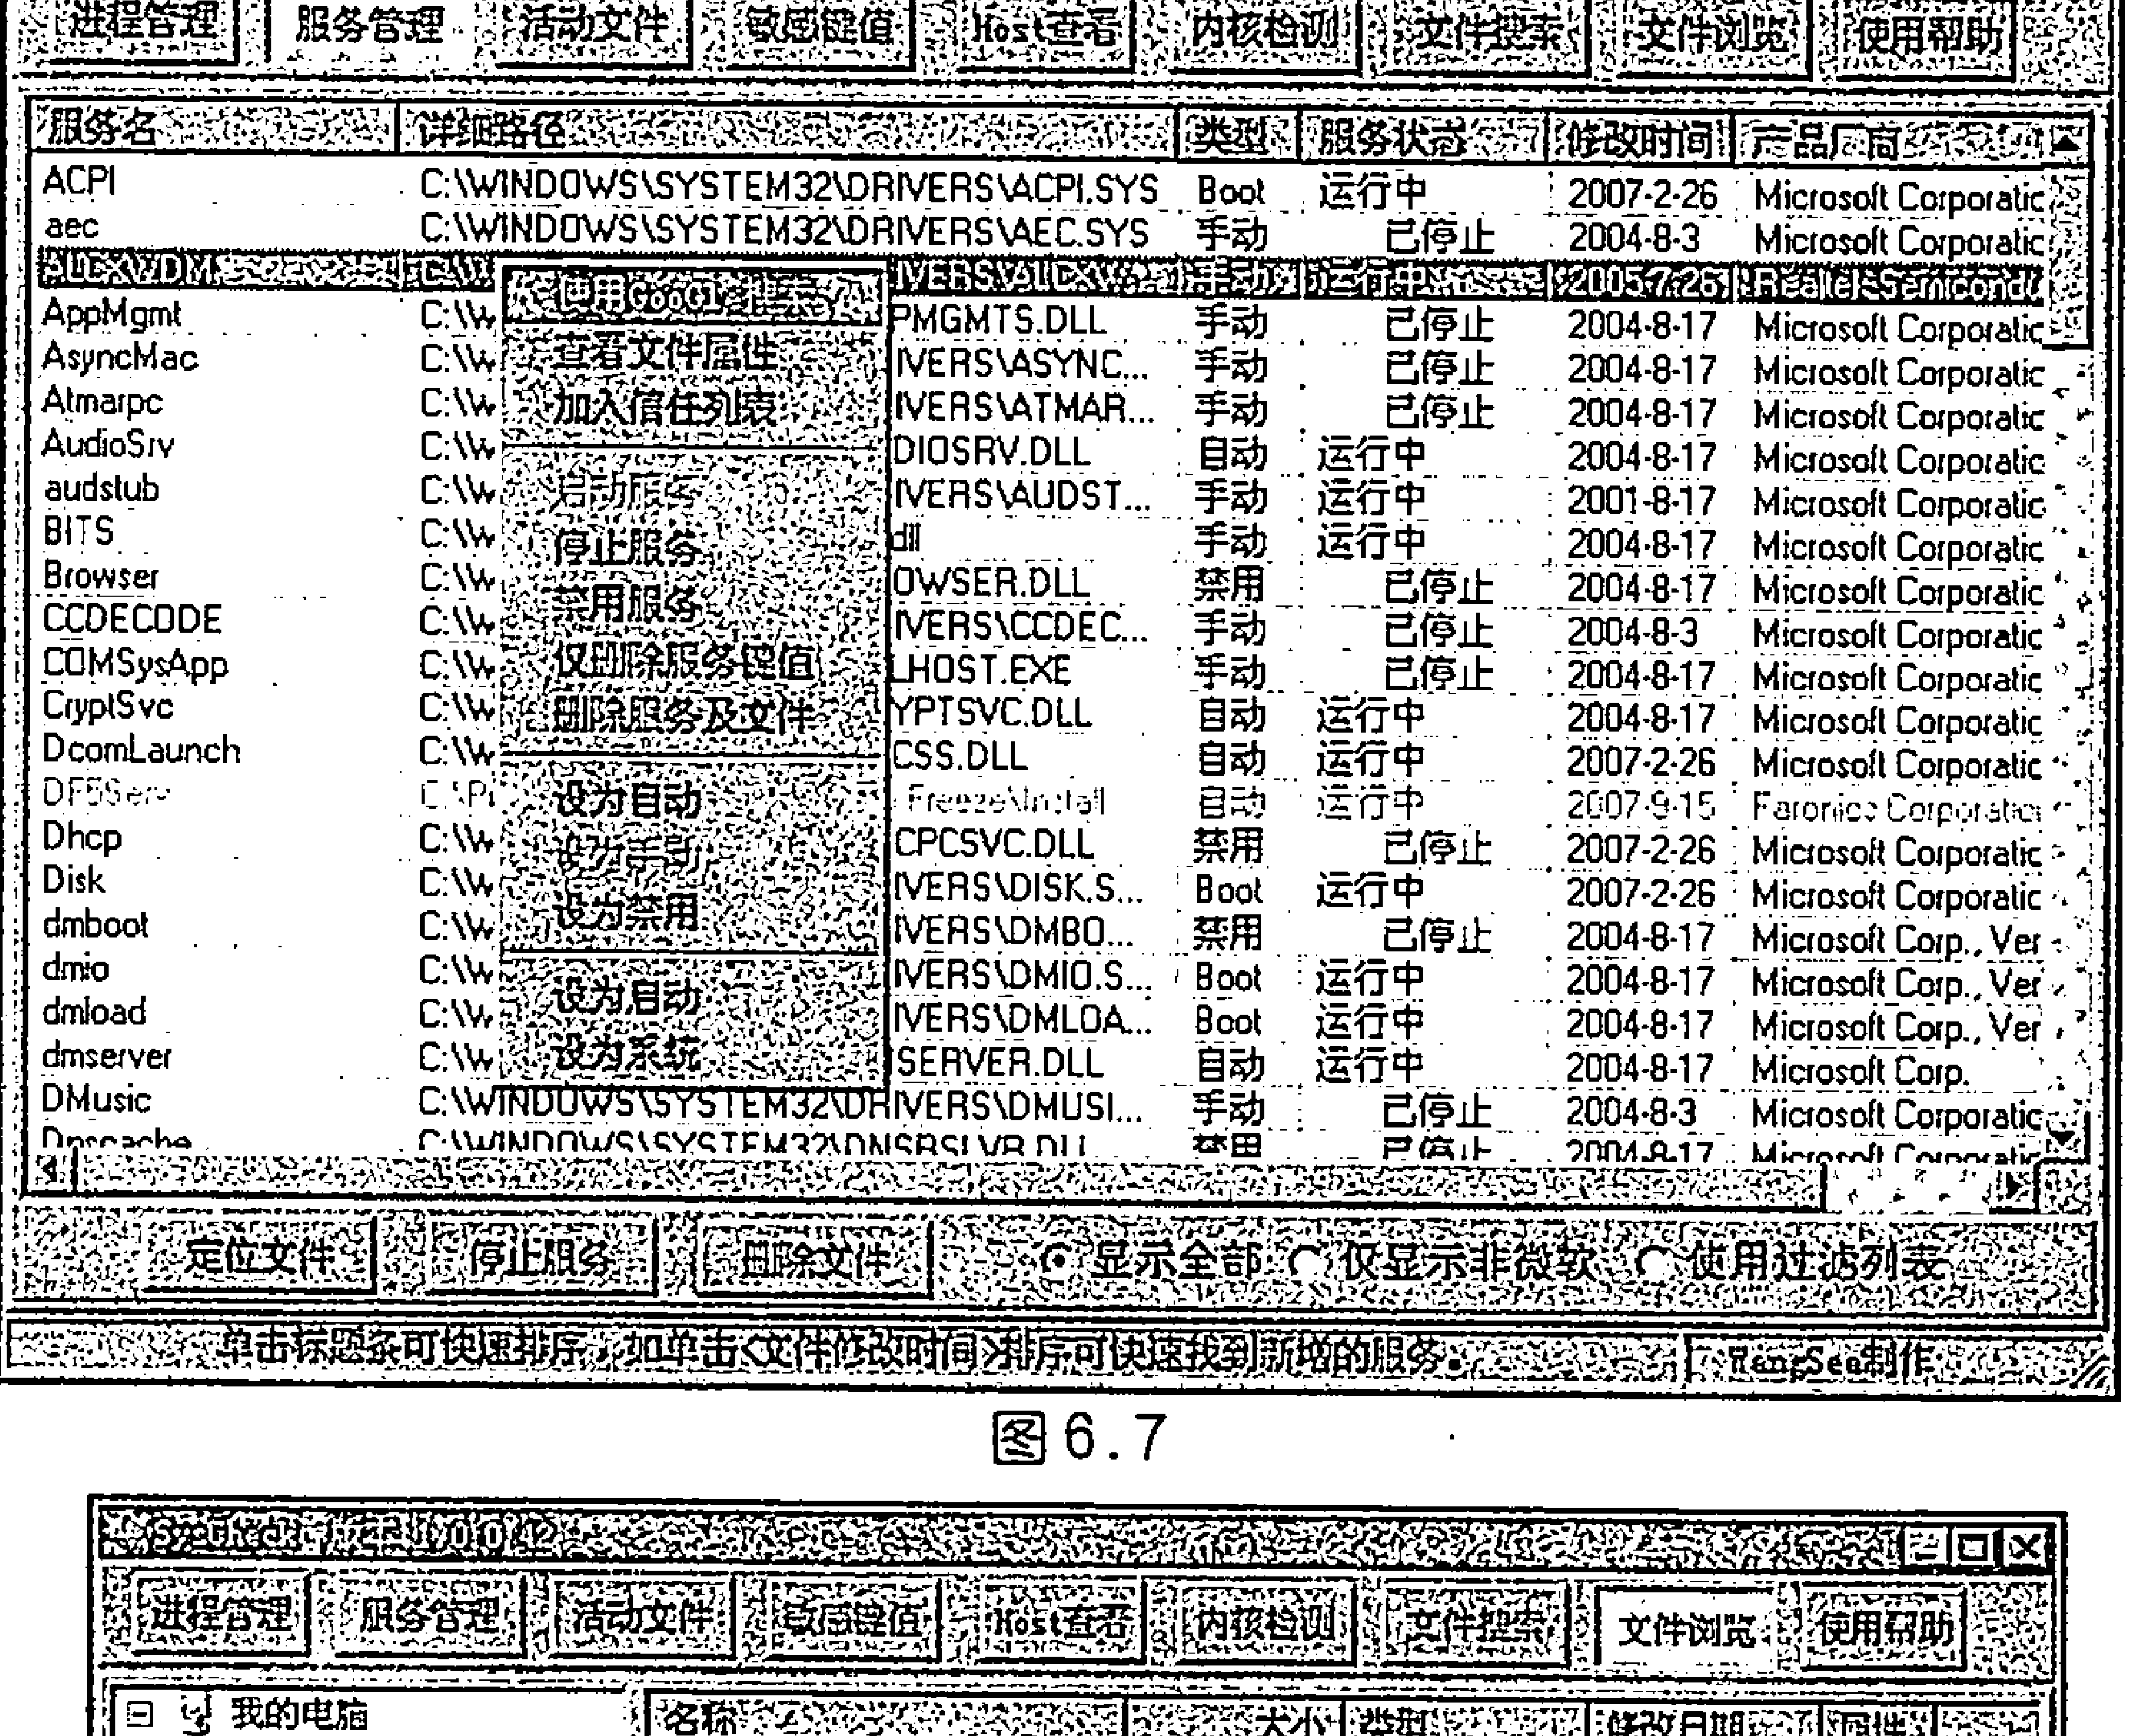 进程管理 服务管理 活动文件 敏感键值 Host查看 内核检测 文件搜索 文件浏览 使用帮助
服务名 详细路径 类型 服务状态 修改时间 产品厂商
ACPI C:\WINDOWS\SYSTEM32\DRIVERS\ACPI.SYS Boot 运行中 2007-2-26 Microsoft Corporatic
aec C:\WINDOWS\SYSTEM32\DRIVERS\AEC.SYS 手动 已停止 2004-8-3 Microsoft Corporatic
C:\W 使用Googl 搜索 手动 运行中 2005-7-26
AppMgmt C:\W PMGMTS.DLL 手动 已停止 2004-8-17 Microsoft Corporatic
查看文件属性
AsyncMac C:\W IVERS\ASYNC... 手动 已停止 2004-8-17 Microsoft Corporatic
Atmarpc C:\W 加入信任列表 IVERS\ATMAR... 手动 已停止 2004-8-17 Microsoft Corporatic
AudioSrv C:\W DIOSRV.DLL 自动 运行中 2004-8-17 Microsoft Corporatic
audstub C:\W 启动服务 IVERS\AUDST... 手动 运行中 2001-8-17 Microsoft Corporatic
BITS C:\W 停止服务 dll 手动 运行中 2004-8-17 Microsoft Corporatic
Browser C:\W 禁用服务 OWSER.DLL 禁用 已停止 2004-8-17 Microsoft Corporatic
CCDECODE C:\W IVERS\CCDEC... 手动 已停止 2004-8-3 Microsoft Corporatic
COMSysApp C:\W 仅删除服务键值 LHOST.EXE 手动 已停止 2004-8-17 Microsoft Corporatic
CryptSvc C:\W 删除服务及文件 YPTSVC.DLL 自动 运行中 2004-8-17 Microsoft Corporatic
DcomLaunch C:\W CSS.DLL 自动 运行中 2007-2-26 Microsoft Corporatic
DF5Serv 设为自动 Freeze\Install 自动 运行中 2007-9-15 Faronics Corporation
Dhcp C:\W 设为手动 CPCSVC.DLL 禁用 已停止 2007-2-26 Microsoft Corporatic
Disk C:\W 设为禁用 IVERS\DISK.S... Boot 运行中 2007-2-26 Microsoft Corporatic
dmboot C:\W IVERS\DMBO... 禁用 已停止 2004-8-17 Microsoft Corp., Ver
dmio C:\W 设为启动 IVERS\DMIO.S... Boot 运行中 2004-8-17 Microsoft Corp., Ver
dmload C:\W IVERS\DMLOA... Boot 运行中 2004-8-17 Microsoft Corp., Ver
dmserver C:\W 设为系统 SERVER.DLL 自动 运行中 2004-8-17 Microsoft Corp.
DMusic C:\WINDOWS\SYSTEM32\DRIVERS\DMUSI... 手动 已停止 2004-8-3 Microsoft Corporatic
Dnscache C:\WINDOWS\SYSTEM32\DNSRSLVR.DLL 禁用 已停止 2004-8-17 Microsoft Corporatic
定位文件 停止服务 删除文件 显示全部 仅显示非微软 使用过滤列表
单击标题条可快速排序，如单击<文件修改时间>排序可快速找到新增的服务。 制作
图6.7
进程管理 服务管理 活动文件 敏感键值 Host查看 内核检测 文件搜索 文件浏览 使用帮助
我的电脑 名称 大小 类型 修改日期 属性